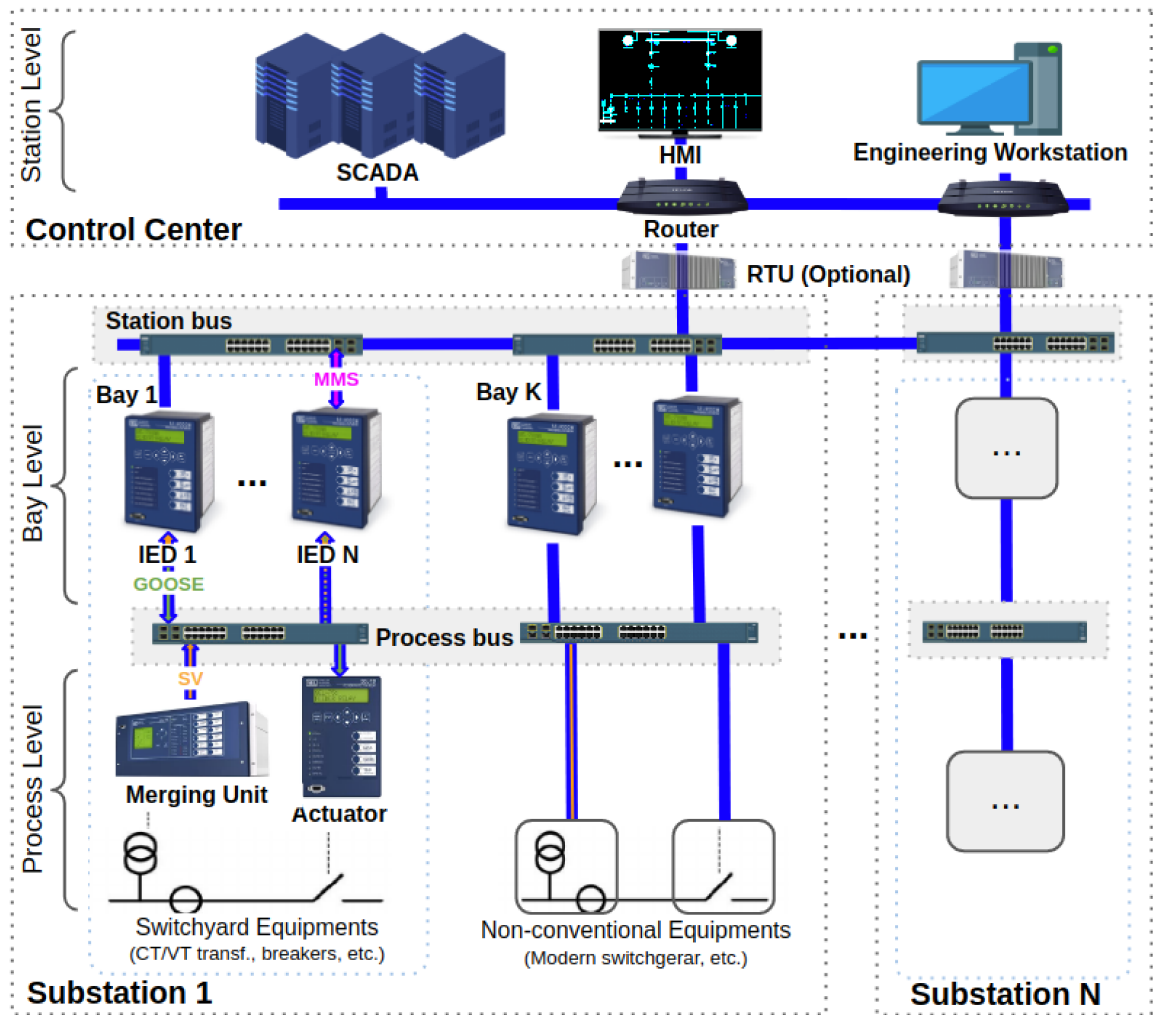 Station Level
SCADA
HMI
Engineering Workstation
Control Center
Router
RTU (Optional)
Station bus
MMS
Bay 1
Bay K
...
...
...
Bay Level
IED 1
IED N
GOOSE
Process bus
...
SV
Process Level
Merging Unit
Actuator
...
Switchyard Equipments
(CT/VT transf., breakers, etc.)
Non-conventional Equipments
(Modern switchgerar, etc.)
Substation 1
Substation N